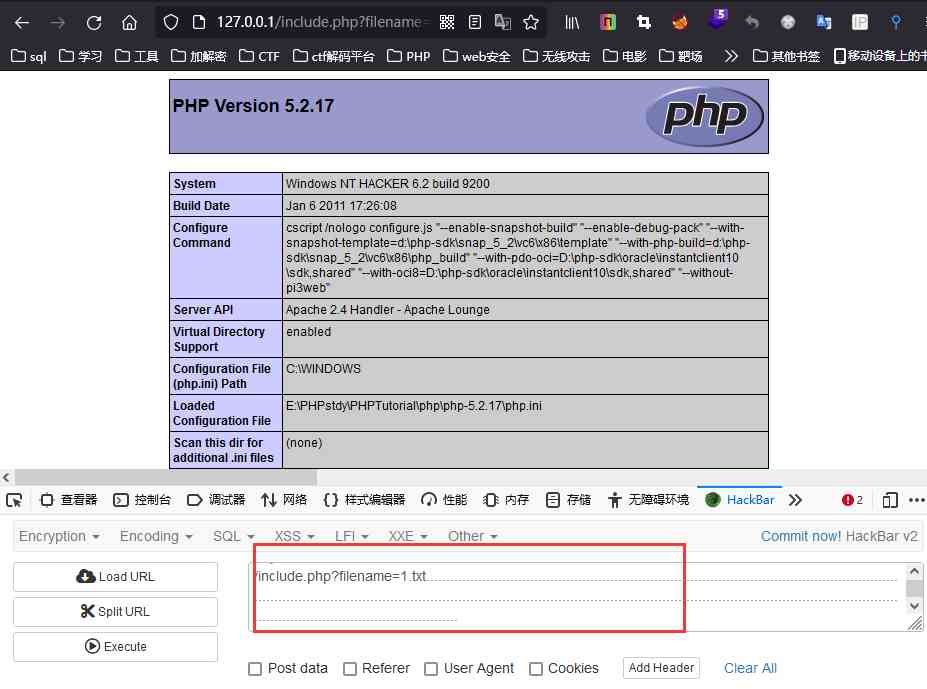 127.0.0.1/include.php?filename=
5
sql 学习 工具 加解密 CTF ctf解码平台 PHP web安全 无线攻击 电影 靶场 其他书签 移动设备上的
PHP Version 5.2.17
php
System Windows NT HACKER 6.2 build 9200
Build Date Jan 6 2011 17:26:08
Configure Command cscript /nologo configure.js "--enable-snapshot-build" "--enable-debug-pack" "--with-
snapshot-template=d:\php-sdk\snap_5_2\vc6\x86\template" "--with-php-build=d:\php-
sdk\snap_5_2\vc6\x86\php_build" "--with-pdo-oci=D:\php-sdk\oracle\instantclient10
\sdk,shared" "--with-oci8=D:\php-sdk\oracle\instantclient10\sdk,shared" "--without-
pi3web"
Server API Apache 2.4 Handler - Apache Lounge
Virtual Directory Support enabled
Configuration File (php.ini) Path C:\WINDOWS
Loaded Configuration File E:\PHPstdy\PHPTutorial\php\php-5.2.17\php.ini
Scan this dir for additional .ini files (none)
查看器 控制台 调试器 网络 样式编辑器 性能 内存 存储 无障碍环境 HackBar 2
Encryption Encoding SQL XSS LFI XXE Other Commit now! HackBar v2
Load URL
/include.php?filename=1.txt
Split URL
Execute
Post data Referer User Agent Cookies Add Header Clear All